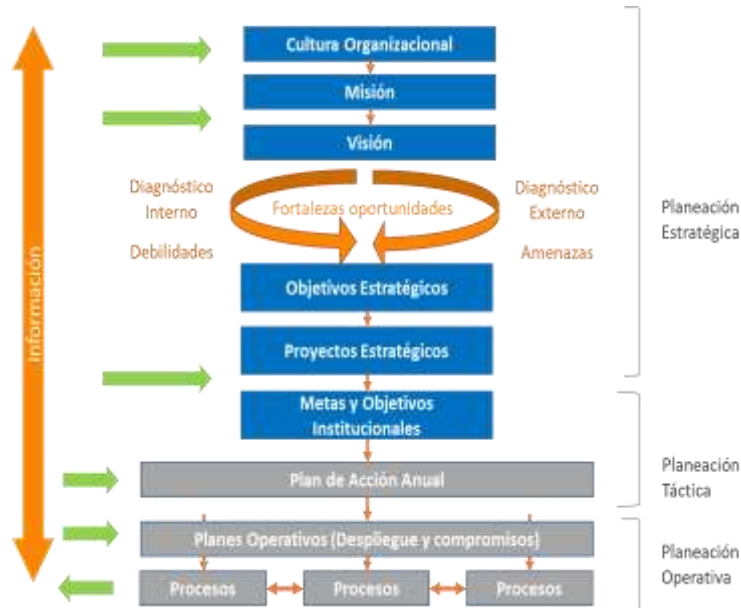 Información
Cultura Organizacional
Misión
Visión
Diagnóstico
Interno
Debilidades
Fortalezas oportunidades
Diagnóstico
Externo
Amenazas
Objetivos Estratégicos
Proyectos Estratégicos
Planeación
Estratégica
Metas y Objetivos
Institucionales
Plan de Acción Anual
Planeación
Táctica
Planes Operativos (Despliegue y compromisos)
Procesos
Procesos
Procesos
Planeación
Operativa